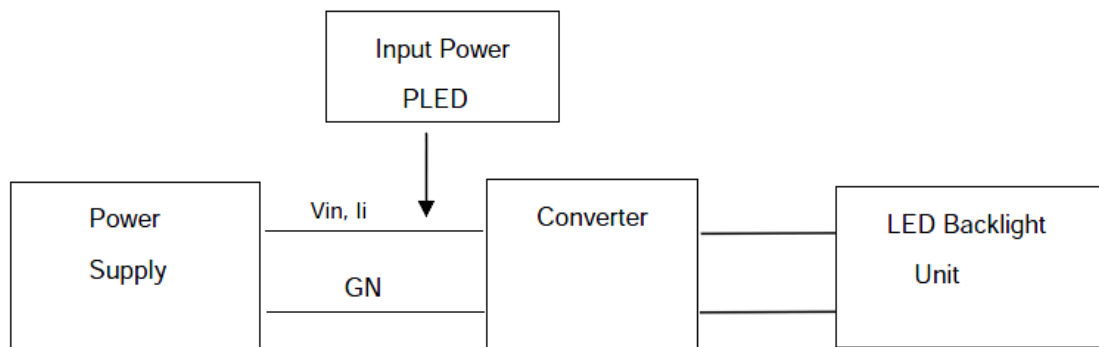 Input Power
PLED
Power
Supply
Vin, Ii
GN
Converter
LED Backlight
Unit